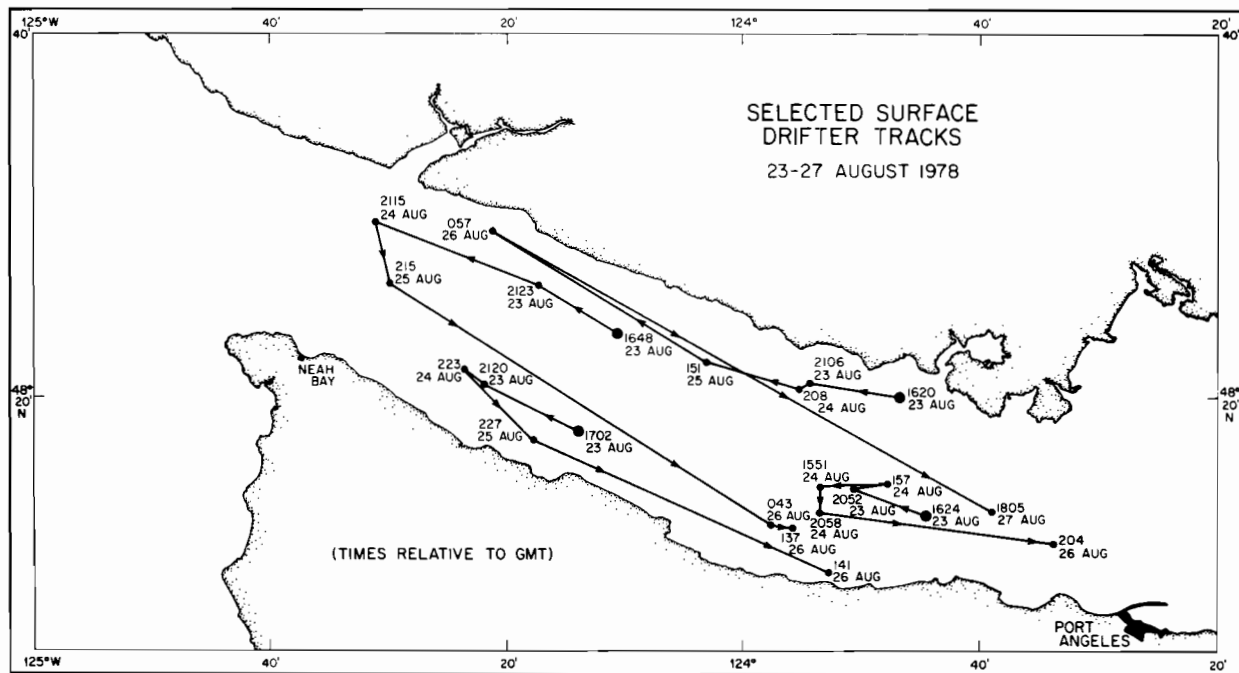 125°W
40'
20'
124°
40'
20'
40'
40'
SELECTED SURFACE
DRIFTER TRACKS
23-27 AUGUST 1978
2115
24 AUG
057
26 AUG
215
25 AUG
2123
23 AUG
1648
23 AUG
NEAH
BAY
223
24 AUG
2120
23 AUG
151
25 AUG
2106
23 AUG
208
24 AUG
1620
23 AUG
48°
20'
N
48°
20'
N
227
25 AUG
1702
23 AUG
1551
24 AUG
157
24 AUG
2052
23 AUG
1624
23 AUG
1805
27 AUG
043
26 AUG
2058
24 AUG
137
26 AUG
204
26 AUG
(TIMES RELATIVE TO GMT)
141
26 AUG
PORT
ANGELES
125°W
40'
20'
124°
40'
20'